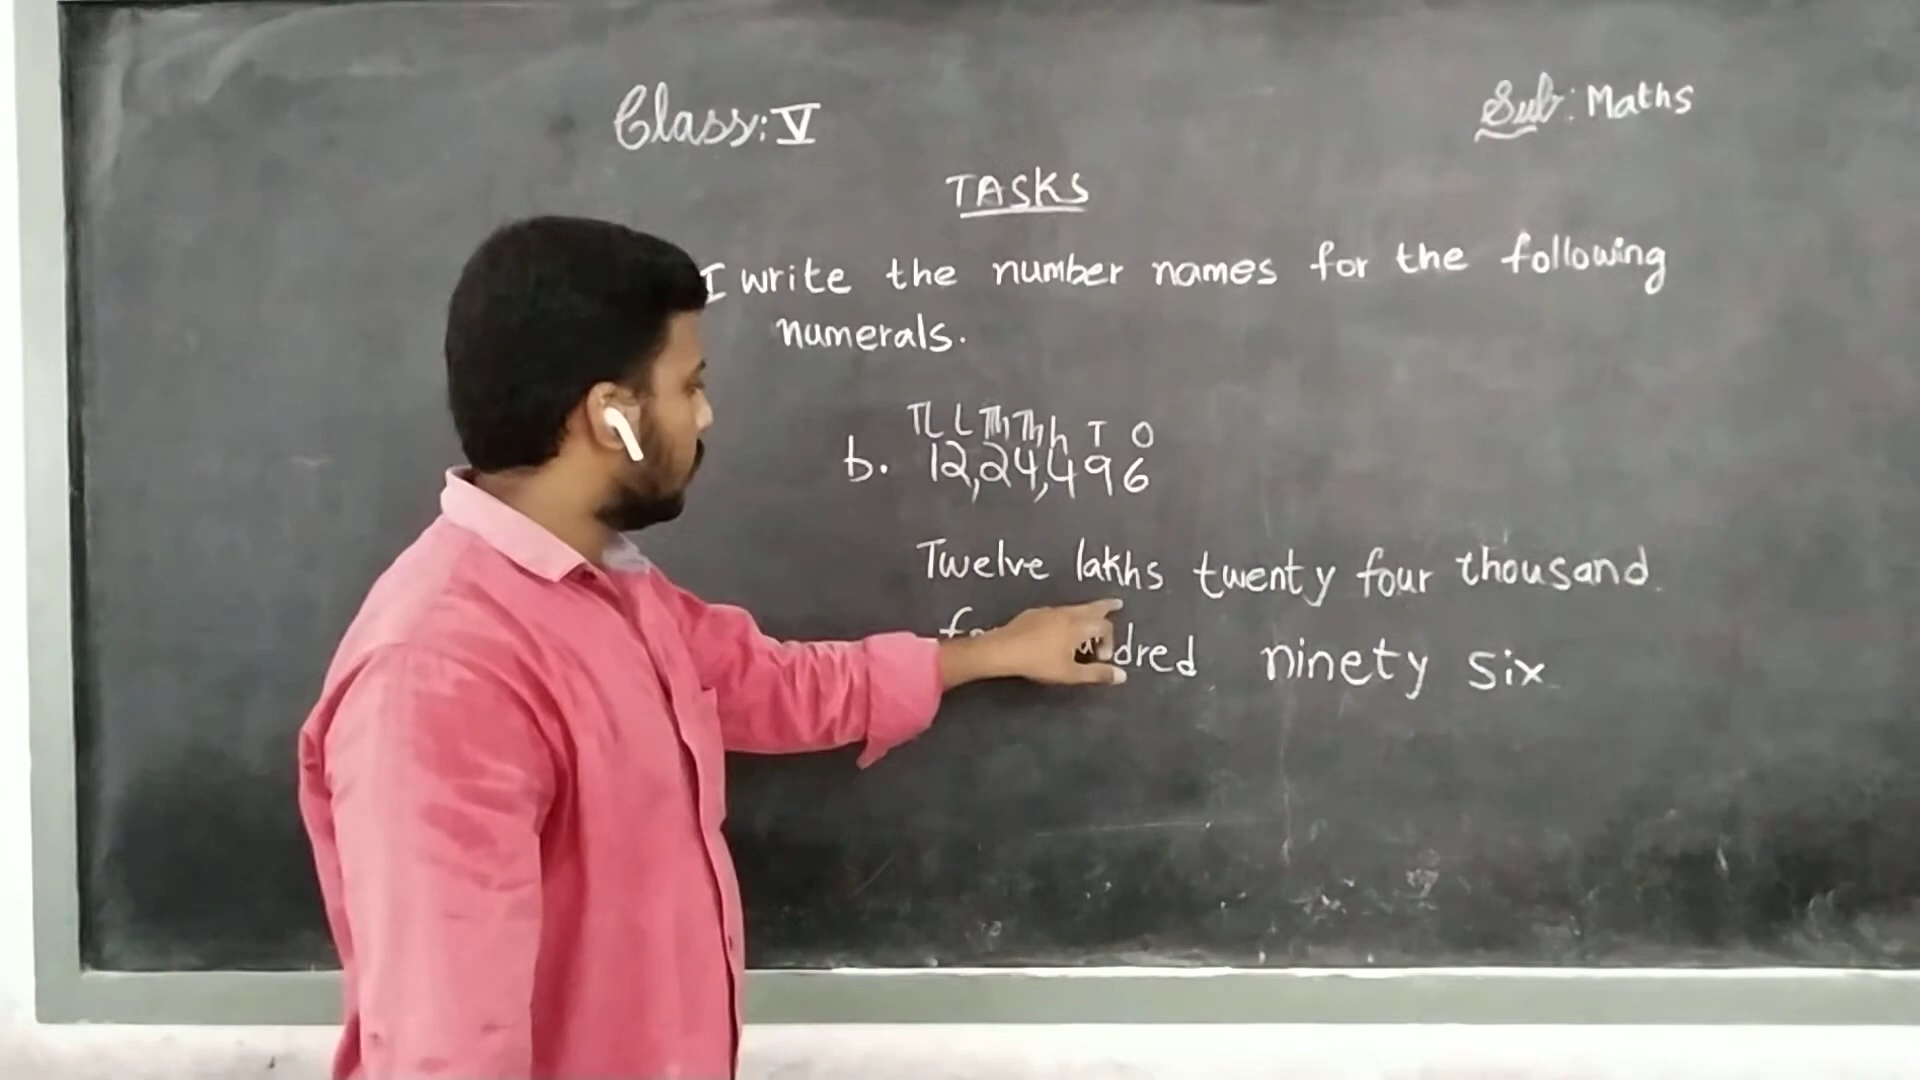 Class: V
Sub: Maths
TASKS
I write the number names for the following
numerals.
TL L TTh Th h T O
b. 12,24,496
Twelve lakhs twenty four thousand
ninety six